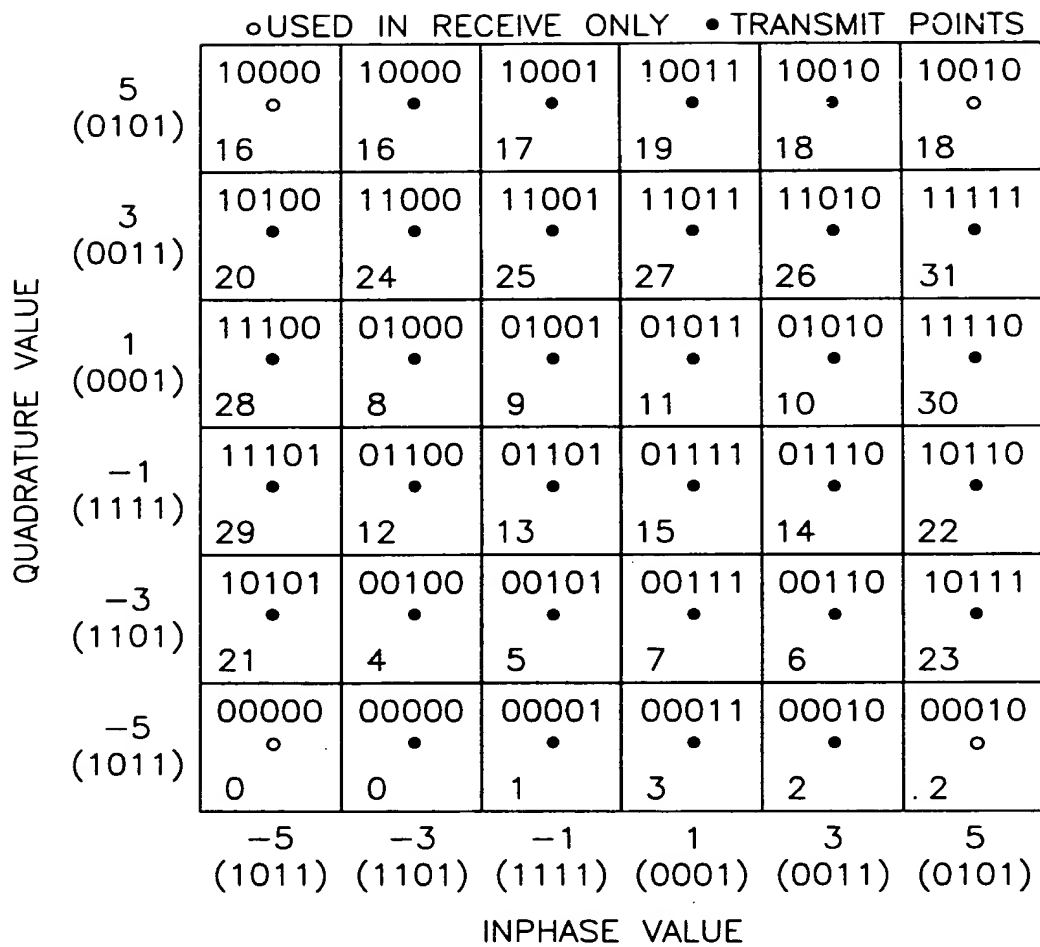 ○ USED IN RECEIVE ONLY ● TRANSMIT POINTS
5 10000 10000 10001 10011 10010 10010
(0101)
16 16 17 19 18 18
3 10100 11000 11001 11011 11010 11111
(0011)
20 24 25 27 26 31
1 11100 01000 01001 01011 01010 11110
(0001)
28 8 9 11 10 30
-1 11101 01100 01101 01111 01110 10110
(1111)
29 12 13 15 14 22
-3 10101 00100 00101 00111 00110 10111
(1101)
21 4 5 7 6 23
-5 00000 00000 00001 00011 00010 00010
(1011)
0 0 1 3 2 2
QUADRATURE VALUE
-5 -3 -1 1 3 5
(1011) (1101) (1111) (0001) (0011) (0101)
INPHASE VALUE